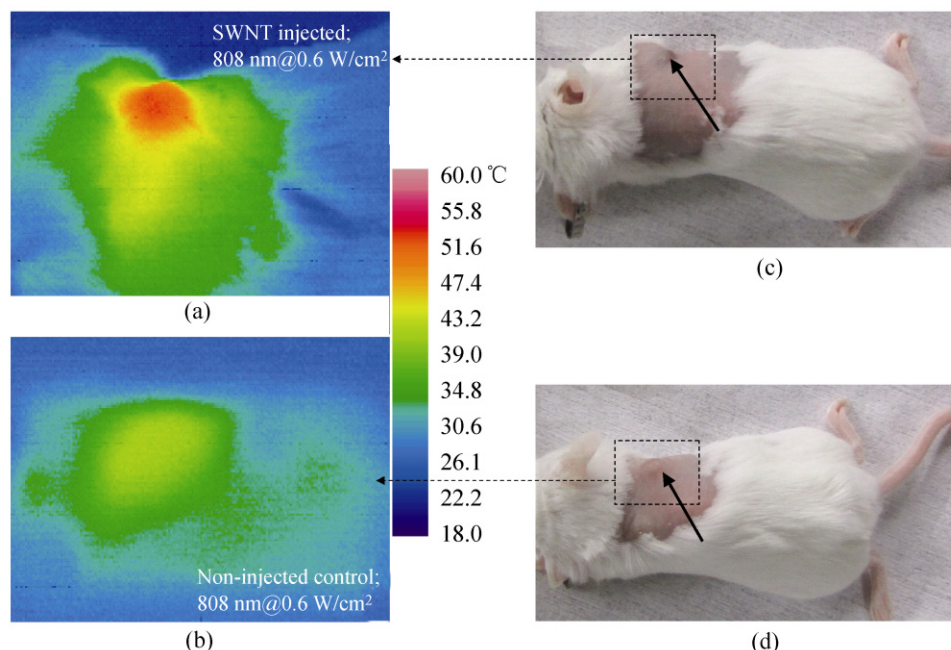 SWNT injected;
808 nm@0.6 W/cm²
(a)
60.0 ℃
55.8
51.6
47.4
43.2
39.0
34.8
30.6
26.1
22.2
18.0
Non-injected control;
808 nm@0.6 W/cm²
(b)
(c)
(d)